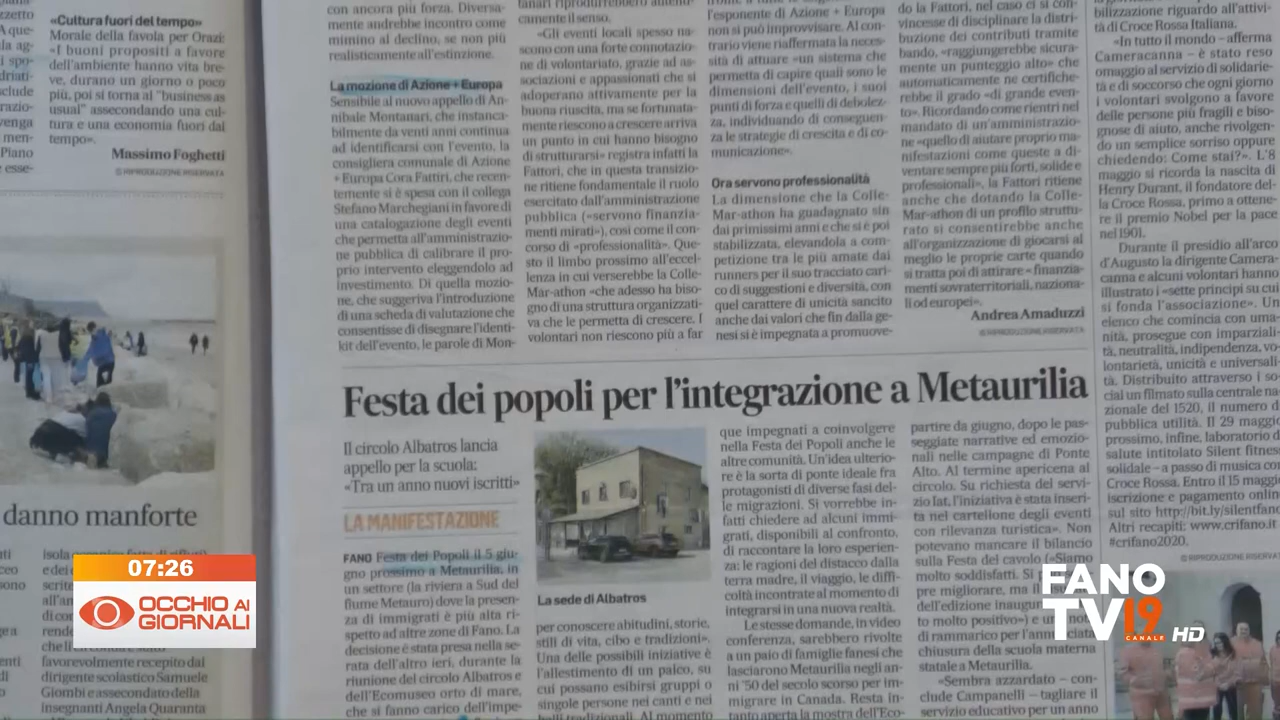 «Cultura fuori del tempo»
Morale della favola per Orazi:
«I buoni propositi a favore
dell'ambiente hanno vita bre-
ve, durano un giorno o poco
più, poi si torna al "business as
usual" assecondando una cul-
tura e una economia fuori dal
tempo».
Massimo Foghetti
© RIPRODUZIONE RISERVATA
danno manforte
favorevolmente recepito dal
dirigente scolastico Samuele
Giombi e assecondato della
insegnanti Angela Quaranta
con ancora più forza. Diversa-
mente andrebbe incontro come
mimino al declino, se non più
realisticamente all'estinzione.
La mozione di Azione + Europa
Sensibile al nuovo appello di An-
nibale Montanari, che instanca-
bilmente da venti anni continua
ad identificarsi con l'evento, la
consigliera comunale di Azione
+ Europa Cora Fattiri, che recen-
temente si è spesa con il collega
Stefano Marchegiani in favore di
una catalogazione degli eventi
che permetta all'amministrazio-
ne pubblica di calibrare il pro-
prio intervento eleggendolo ad
investimento. Di quella mozio-
ne, che suggeriva l'introduzione
di una scheda di valutazione che
consentisse di disegnare l'identi-
kit dell'evento, le parole di Mon-
camente il senso.
«Gli eventi locali spesso na-
scono con una forte connotazio-
ne di volontariato, grazie ad as-
sociazioni e appassionati che si
adoperano attivamente per la
buona riuscita, ma se fortunata-
mente riescono a crescere arriva
un punto in cui hanno bisogno
di strutturarsi» registra infatti la
Fattori, che in questa transizio-
ne ritiene fondamentale il ruolo
esercitato dall'amministrazione
pubblica («servono finanzia-
menti mirati»), così come il con-
corso di «professionalità». Que-
sto il limbo prossimo all'eccel-
lenza in cui verserebbe la Colle-
Mar-athon «che adesso ha biso-
gno di una struttura organizzati-
va che le permetta di crescere. I
volontari non riescono più a far
l'esponente di Azione + Europa
non si può improvvisare. Al con-
trario viene riaffermata la neces-
sità di attuare «un sistema che
permetta di capire quali sono le
dimensioni dell'evento, i suoi
punti di forza e quelli di debolez-
za, individuando di conseguen-
za le strategie di crescita e di co-
municazione».
Ora servono professionalità
La dimensione che la Colle-
Mar-athon ha guadagnato sin
dai primissimi anni e che si è poi
stabilizzata, elevandola a com-
petizione tra le più amate dai
runners per il suo tracciato cari-
co di suggestioni e diversità, con
quel carattere di unicità sancito
anche dai valori che fin dalla ge-
nesi si è impegnata a promuove-
do la Fattori, nel caso ci si con-
vincesse di disciplinare la distri-
buzione dei contributi tramite
bando, «raggiungerebbe sicura-
mente un punteggio alto» che
automaticamente ne certifiche-
rebbe il grado «di grande even-
to». Ricordando come rientri nel
mandato di un amministrazio-
ne «quello di aiutare proprio ma-
nifestazioni come queste a di-
ventare sempre più forti, solide e
professionali», la Fattori ritiene
anche che dotando la Colle-
Mar-athon di un profilo struttu-
rato si consentirebbe anche
all'organizzazione di giocarsi al
meglio le proprie carte quando
si tratta poi di attirare «finanzia-
menti sovraterritoriali, naziona-
li od europei».
Andrea Amaduzzi
© RIPRODUZIONE RISERVATA
bilizzazione riguardo all'attivi-
tà di Croce Rossa Italiana.
«In tutto il mondo – afferma
Cameracanna – è stato reso
omaggio al servizio di solidarie-
tà e di soccorso che ogni giorno
i volontari svolgono a favore
delle persone più fragili e biso-
gnose di aiuto, anche rivolgen-
do un semplice sorriso oppure
chiedendo: Come stai?». L'8
maggio si ricorda la nascita di
Henry Durant, il fondatore del-
la Croce Rossa, primo a ottene-
re il premio Nobel per la pace
nel 1901.
Durante il presidio all'arco
d'Augusto la dirigente Camera-
canna e alcuni volontari hanno
illustrato i «sette principi su cui
si fonda l'associazione». Un
elenco che comincia con uma-
nità, prosegue con imparziali-
tà, neutralità, indipendenza, vo-
lontarietà, unicità e universali-
tà. Distribuito attraverso i so-
cial un filmato sulla centrale na-
zionale del 1520, il numero di
pubblica utilità. Il 29 maggio
prossimo, infine, laboratorio di
salute intitolato Silent fitness
solidale – a passo di musica con
Croce Rossa. Entro il 15 maggio
iscrizione e pagamento online
sul sito http://bit.ly/silentfano
Altri recapiti: www.crifano.it
#crifano2020.
© RIPRODUZIONE RISERVATA
Festa dei popoli per l'integrazione a Metaurilia
Il circolo Albatros lancia
appello per la scuola:
«Tra un anno nuovi iscritti»
LA MANIFESTAZIONE
FANO Festa dei Popoli il 5 giu-
gno prossimo a Metaurilia, in
un settore (la riviera a Sud del
fiume Metauro) dove la presen-
za di immigrati è più alta ri-
spetto ad altre zone di Fano. La
decisione è stata presa nella se-
rata dell'altro ieri, durante la
riunione del circolo Albatros e
dell'Ecomuseo orto di mare,
che si fanno carico dell'impe-
La sede di Albatros
per conoscere abitudini, storie,
stili di vita, cibo e tradizioni».
Una delle possibili iniziative è
l'allestimento di un palco, su
cui possano esibirsi gruppi o
singole persone nei canti e nei
balli tradizionali. Al momento
que impegnati a coinvolgere
nella Festa dei Popoli anche le
altre comunità. Un'idea ulterio-
re è la sorta di ponte ideale fra
protagonisti di diverse fasi del-
le migrazioni. Si vorrebbe in-
fatti chiedere ad alcuni immi-
grati, disponibili al confronto,
di raccontare la loro esperien-
za: le ragioni del distacco dalla
terra madre, il viaggio, le diffi-
coltà incontrate al momento di
integrarsi in una nuova realtà.
Le stesse domande, in video
conferenza, sarebbero rivolte
a un paio di famiglie fanesi che
lasciarono Metaurilia negli an-
ni '50 del secolo scorso per im-
migrare in Canada. Resta in-
tanto aperta la mostra dell'Eco-
partire da giugno, dopo le pas-
seggiate narrative ed emozio-
nali nelle campagne di Ponte
Alto. Al termine apericena al
circolo. Su richiesta del servi-
zio Iat, l'iniziativa è stata inseri-
ta nel cartellone degli eventi
con rilevanza turistica». Non
potevano mancare il bilancio
sulla Festa del cavolo («Siamo
molto soddisfatti. Si
pre migliorare, ma il
dell'edizione inaugu
molto positivo») e un
di rammarico per l'annunciata
chiusura della scuola materna
statale a Metaurilia.
«Sembra azzardato – con-
clude Campanelli – tagliare il
servizio educativo per un anno
07:26
OCCHIO AI
GIORNALI
FANO
TV 19
CANALE HD